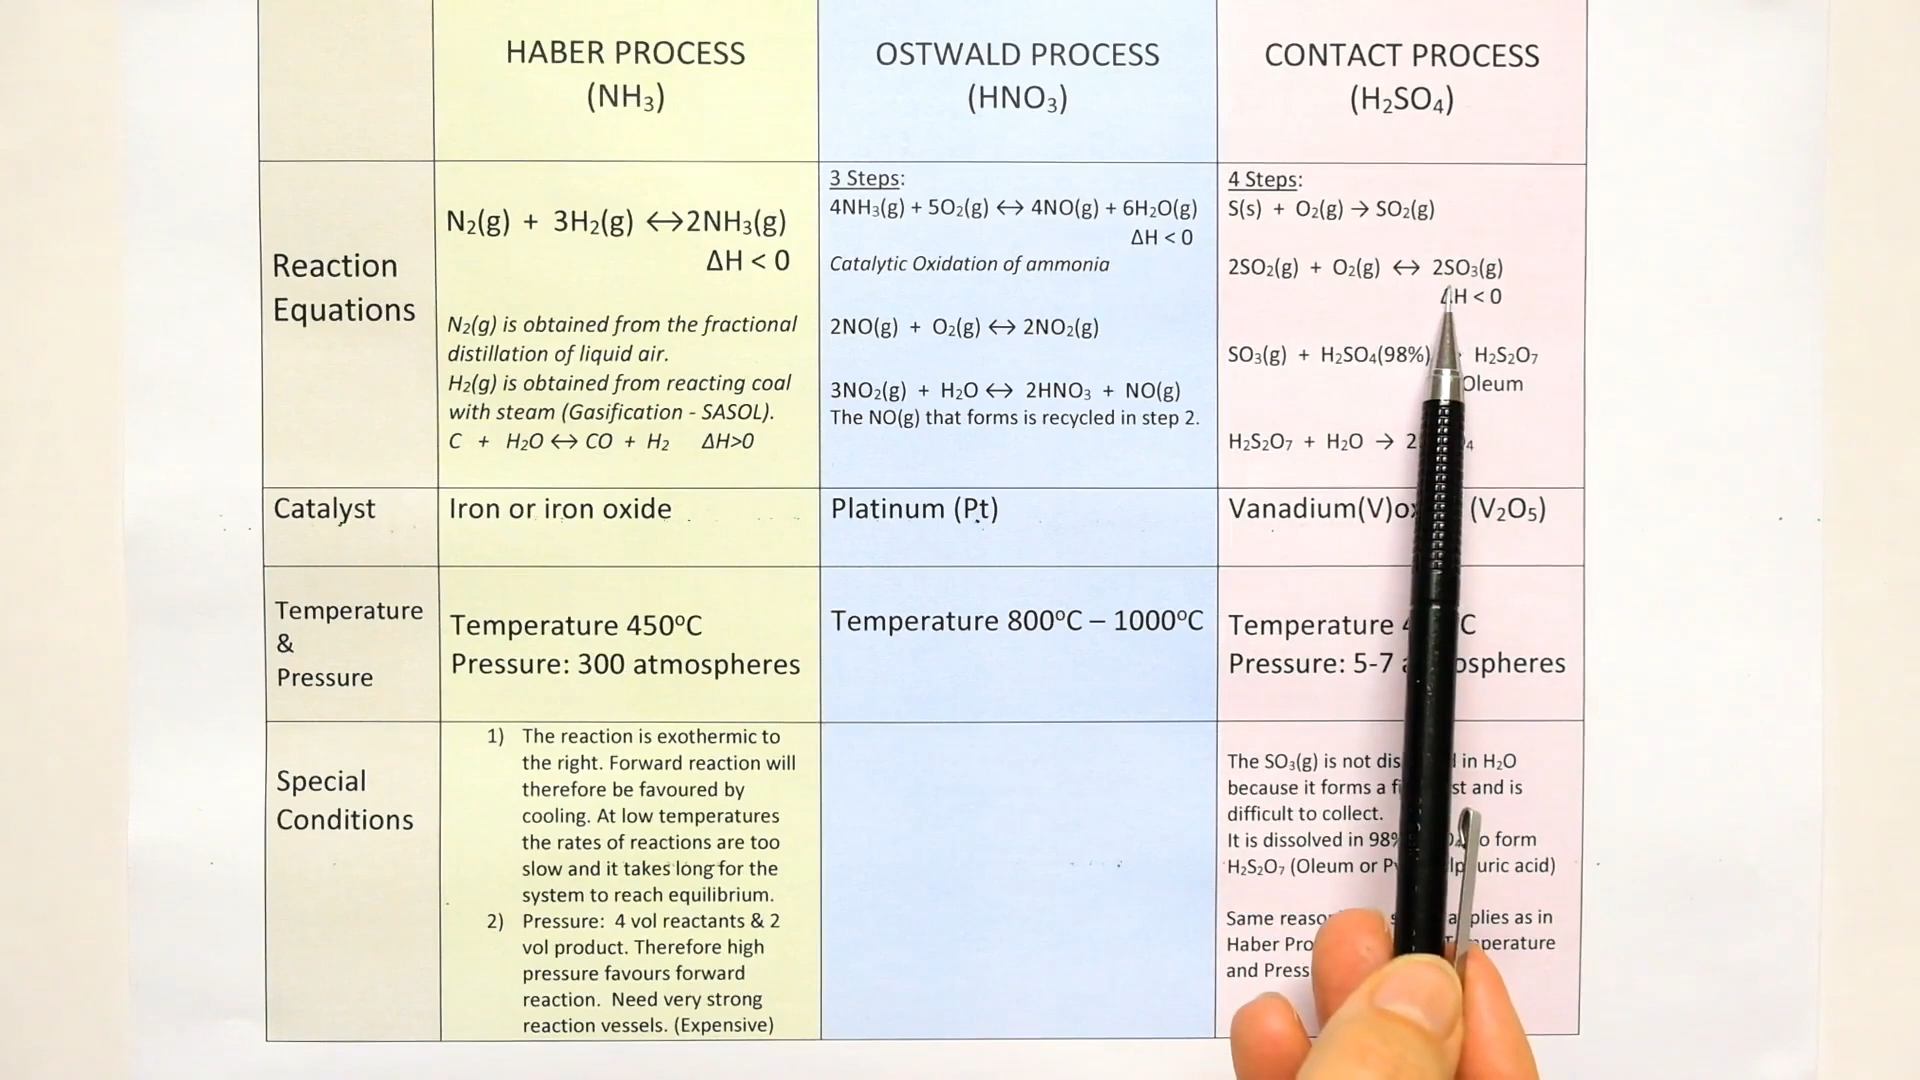 HABER PROCESS
(NH₃)
OSTWALD PROCESS
(HNO₃)
CONTACT PROCESS
(H₂SO₄)
Reaction
Equations
N₂(g) + 3H₂(g) ↔2NH₃(g)
ΔH < 0
N₂(g) is obtained from the fractional
distillation of liquid air.
H₂(g) is obtained from reacting coal
with steam (Gasification - SASOL).
C + H₂O ↔ CO + H₂ ΔH>0
3 Steps:
4NH₃(g) + 5O₂(g) ↔ 4NO(g) + 6H₂O(g)
ΔH < 0
Catalytic Oxidation of ammonia
2NO(g) + O₂(g) ↔ 2NO₂(g)
3NO₂(g) + H₂O ↔ 2HNO₃ + NO(g)
The NO(g) that forms is recycled in step 2.
4 Steps:
S(s) + O₂(g) → SO₂(g)
2SO₂(g) + O₂(g) ↔ 2SO₃(g)
ΔH < 0
SO₃(g) + H₂SO₄(98%) H₂S₂O₇
Oleum
H₂S₂O₇ + H₂O → 2
Catalyst
Iron or iron oxide
Platinum (Pt)
Vanadium(V) (V₂O₅)
Temperature
&
Pressure
Temperature 450°C
Pressure: 300 atmospheres
Temperature 800°C – 1000°C
Temperature
Pressure: 5-7
Special
Conditions
1) The reaction is exothermic to
the right. Forward reaction will
therefore be favoured by
cooling. At low temperatures
the rates of reactions are too
slow and it takes long for the
system to reach equilibrium.
2) Pressure: 4 vol reactants & 2
vol product. Therefore high
pressure favours forward
reaction. Need very strong
reaction vessels. (Expensive)
The SO₃(g) is not in H₂O
because it forms a and is
difficult to collect.
It is dissolved in 98% form
H₂S₂O₇ (Oleum or
Same applies as in
Haber
and